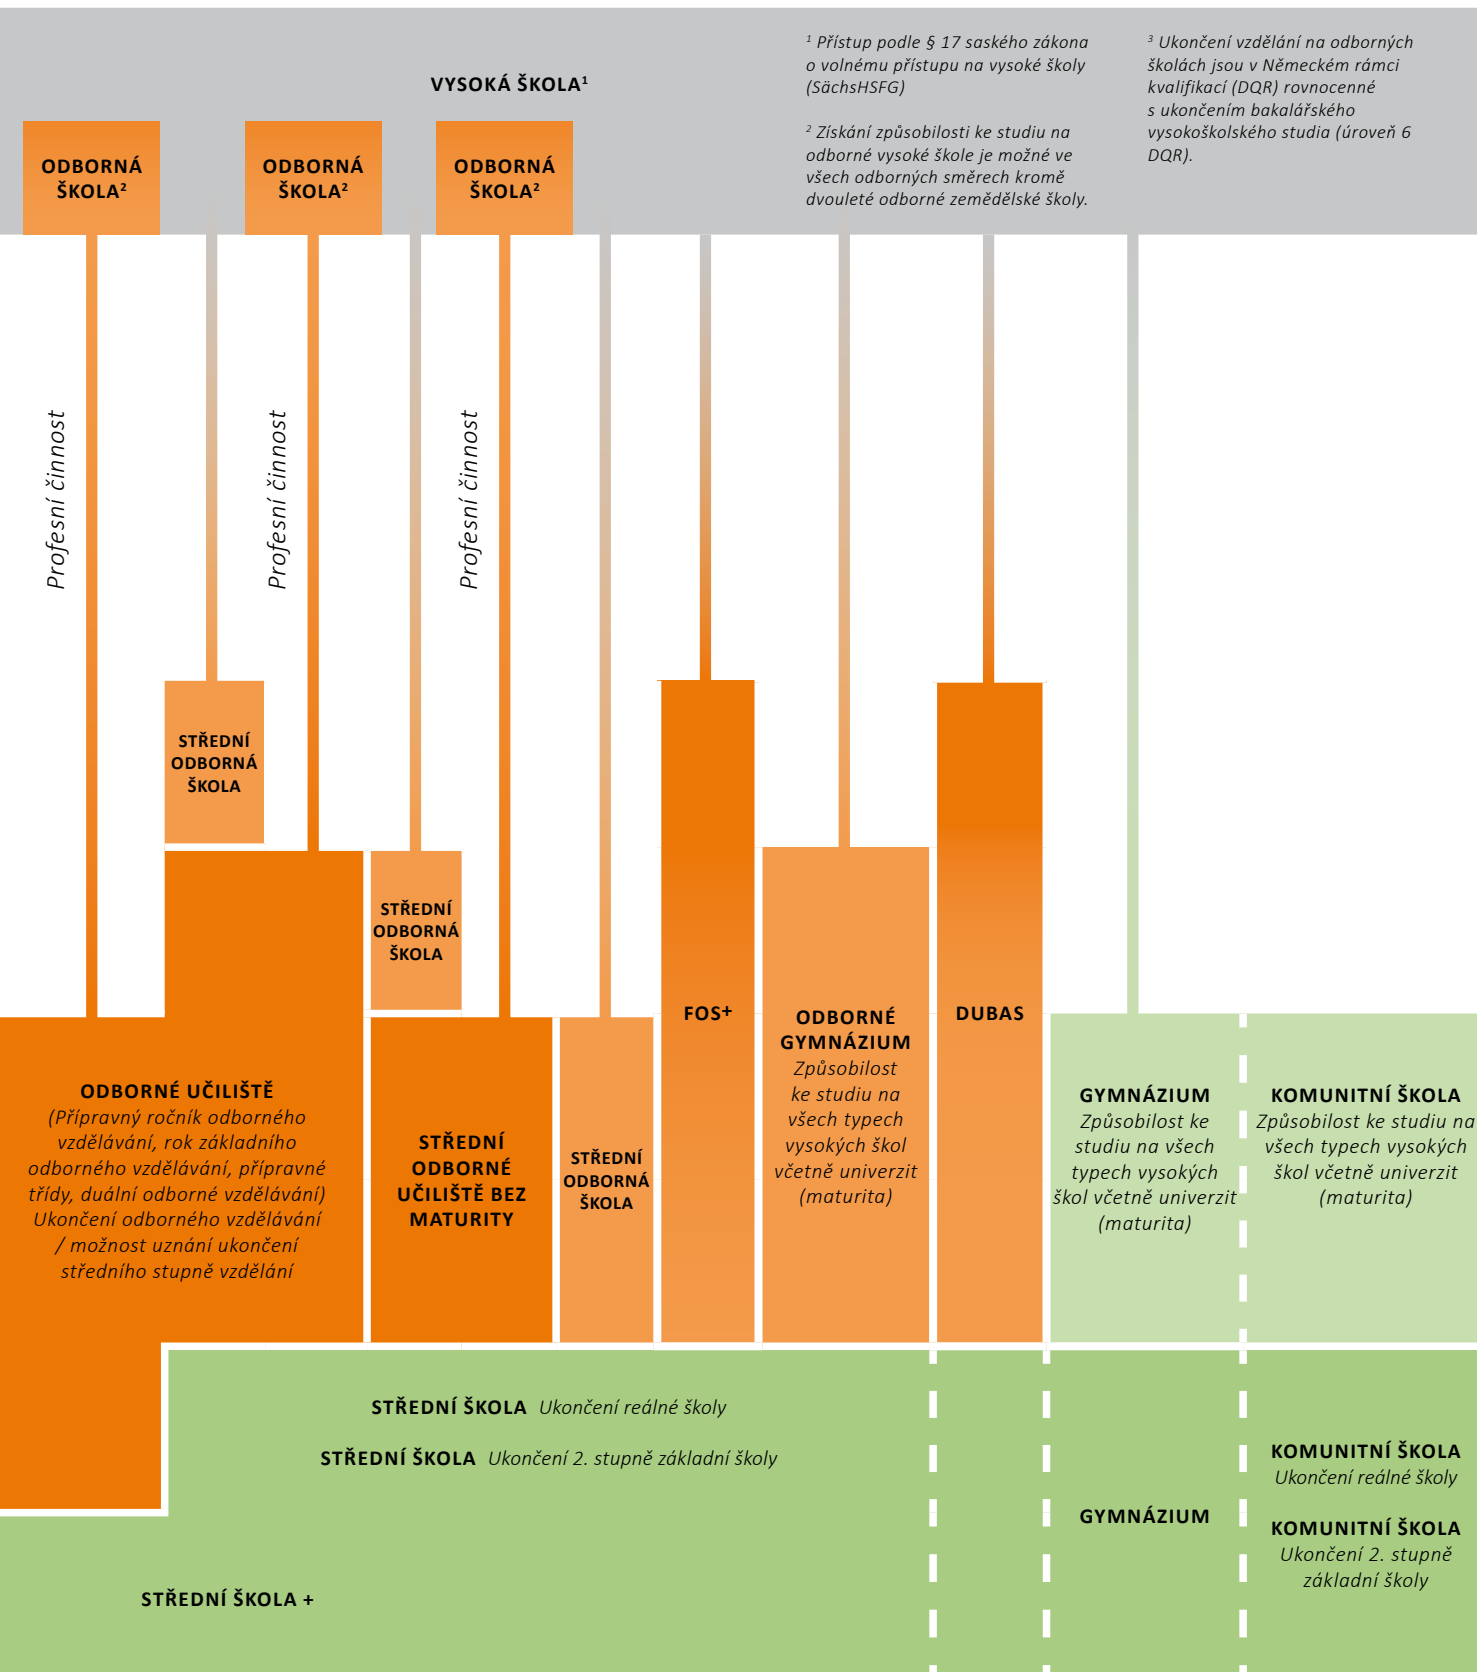 VYSOKÁ ŠKOLA¹
¹ Přístup podle § 17 saského zákona
o volnému přístupu na vysoké školy
(SächsHSFG)
² Získání způsobilosti ke studiu na
odborné vysoké škole je možné ve
všech odborných směrech kromě
dvouleté odborné zemědělské školy.
³ Ukončení vzdělání na odborných
školách jsou v Německém rámci
kvalifikací (DQR) rovnocenné
s ukončením bakalářského
vysokoškolského studia (úroveň 6
DQR).
ODBORNÁ
ŠKOLA²
ODBORNÁ
ŠKOLA²
ODBORNÁ
ŠKOLA²
Profesní činnost
Profesní činnost
Profesní činnost
STŘEDNÍ
ODBORNÁ
ŠKOLA
STŘEDNÍ
ODBORNÁ
ŠKOLA
ODBORNÉ UČILIŠTĚ
(Přípravný ročník odborného
vzdělávání, rok základního
odborného vzdělávání, přípravné
třídy, duální odborné vzdělávání)
Ukončení odborného vzdělávání
/ možnost uznání ukončení
středního stupně vzdělání
STŘEDNÍ
ODBORNÉ
UČILIŠTĚ BEZ
MATURITY
STŘEDNÍ
ODBORNÁ
ŠKOLA
FOS+
ODBORNÉ
GYMNÁZIUM
Způsobilost
ke studiu na
všech typech
vysokých škol
včetně univerzit
(maturita)
DUBAS
GYMNÁZIUM
Způsobilost ke
studiu na všech
typech vysokých
škol včetně univerzit
(maturita)
KOMUNITNÍ ŠKOLA
Způsobilost ke studiu na
všech typech vysokých
škol včetně univerzit
(maturita)
STŘEDNÍ ŠKOLA Ukončení reálné školy
STŘEDNÍ ŠKOLA Ukončení 2. stupně základní školy
STŘEDNÍ ŠKOLA +
GYMNÁZIUM
KOMUNITNÍ ŠKOLA
Ukončení reálné školy
KOMUNITNÍ ŠKOLA
Ukončení 2. stupně
základní školy